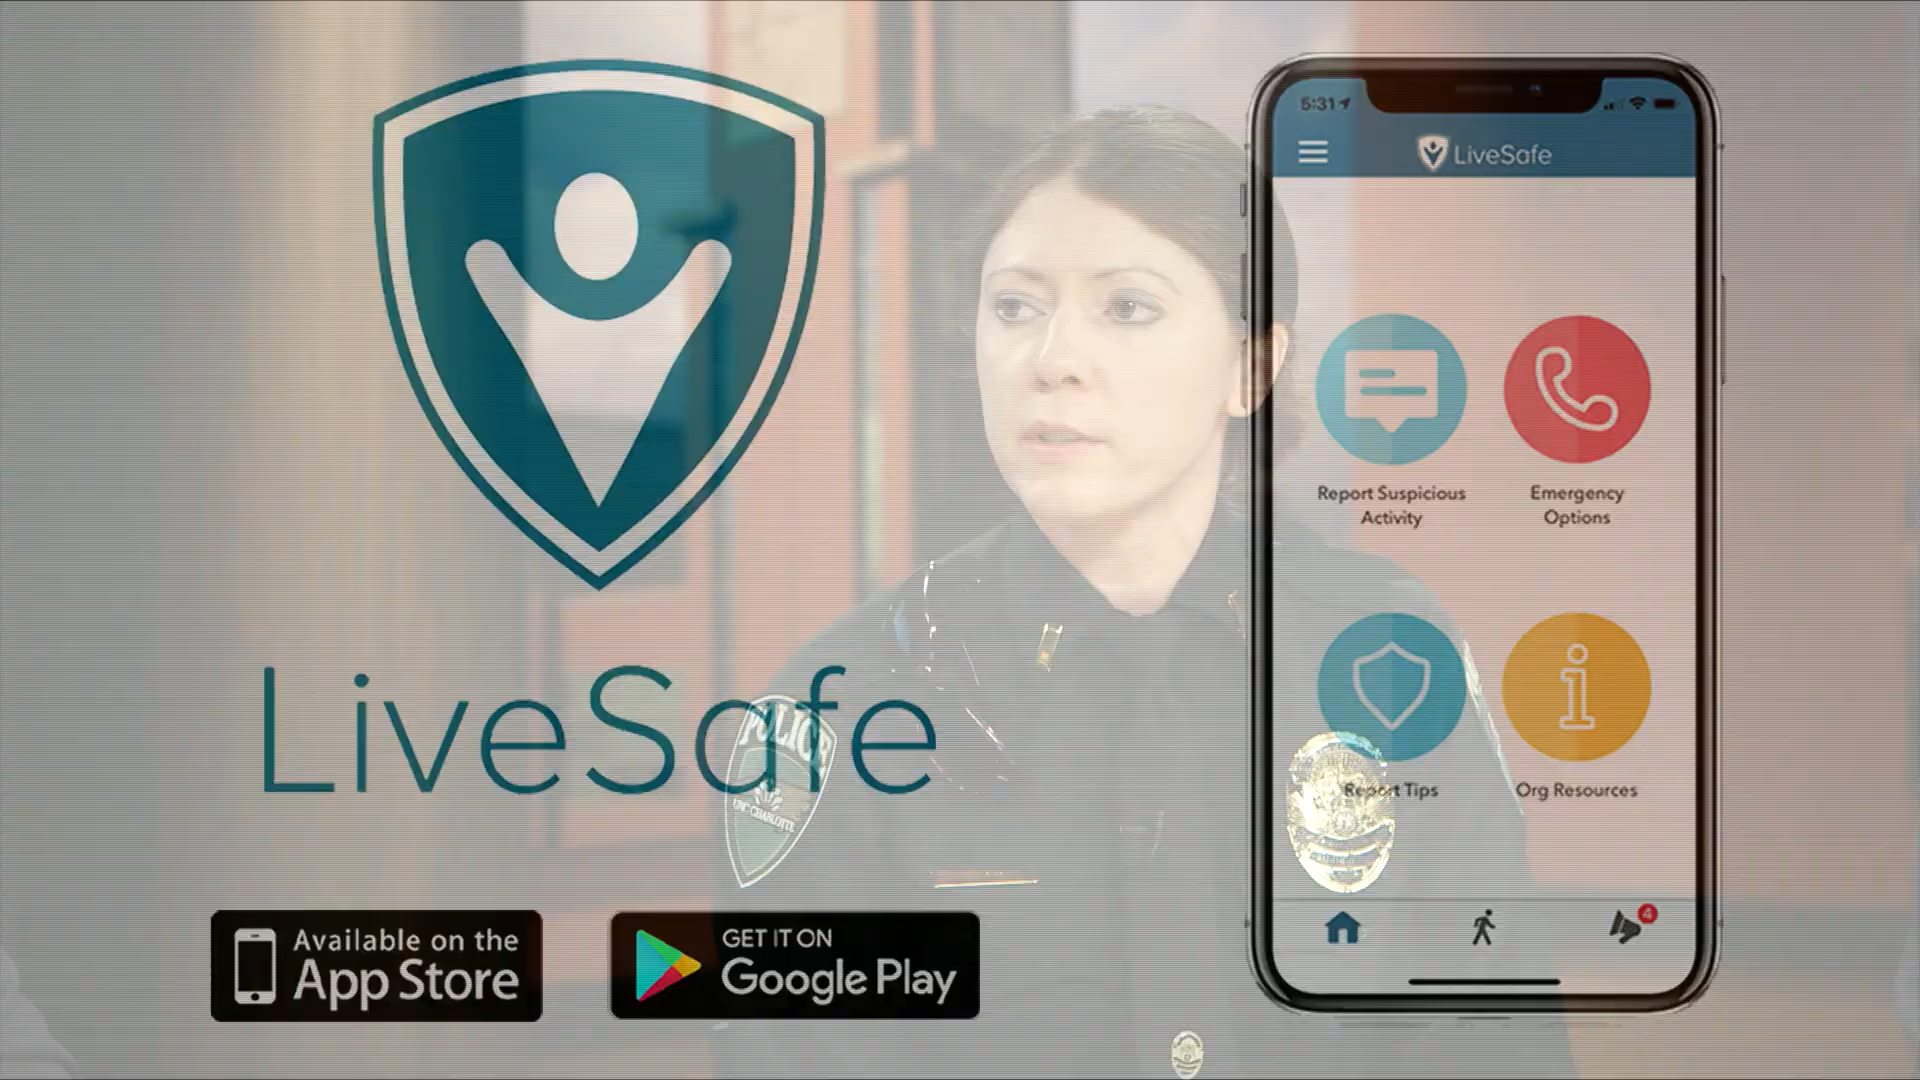 LiveSafe
POLICE
UNC CHARLOTTE
Available on the
App Store
GET IT ON
Google Play
5:31
LiveSafe
Report Suspicious
Activity
Emergency
Options
Report Tips
Org Resources
4